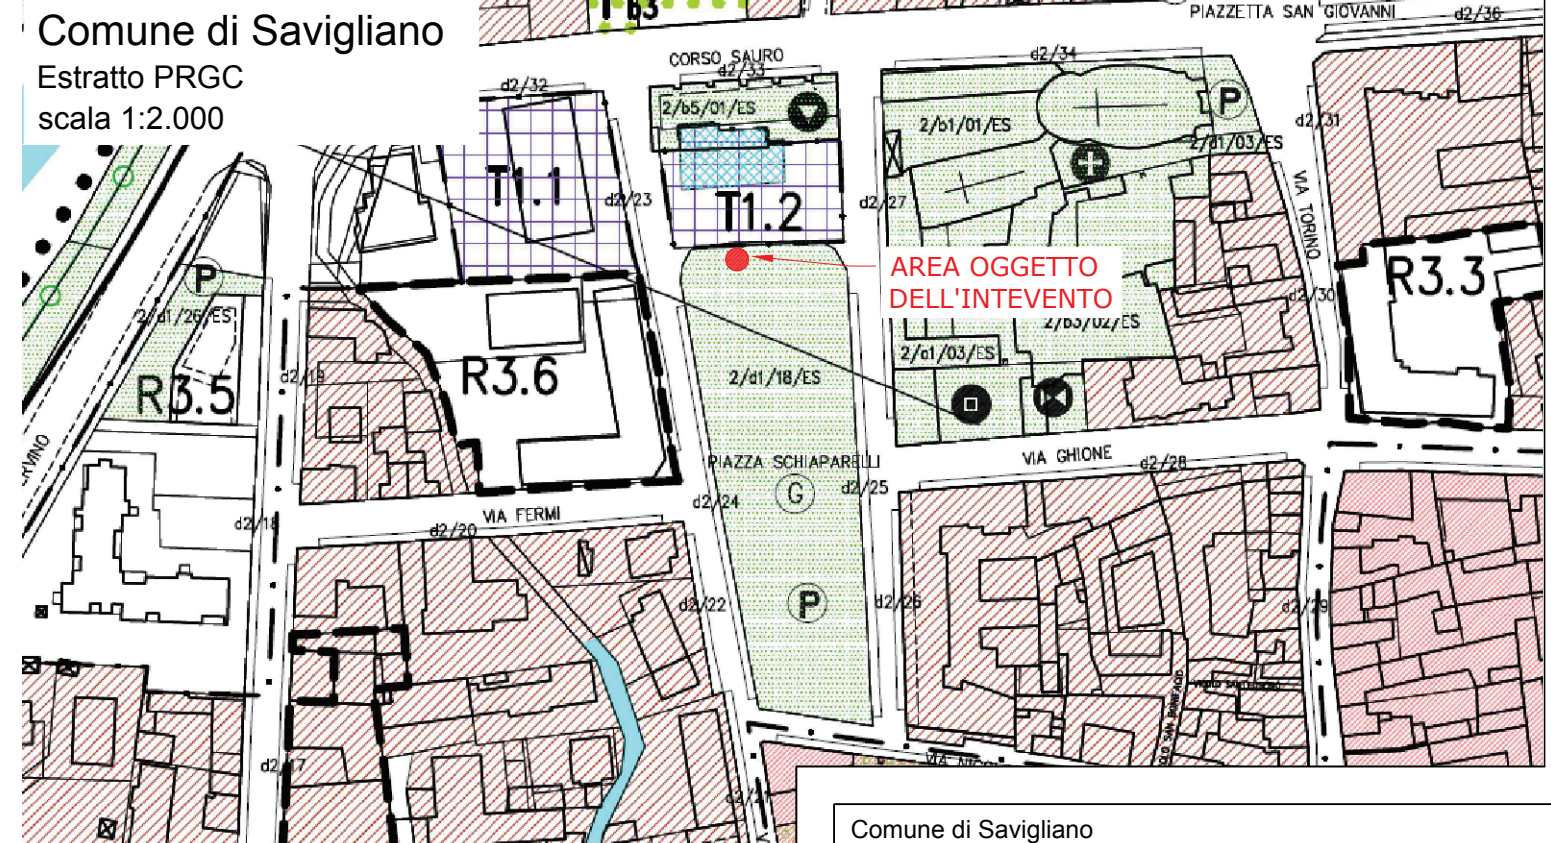 Comune di Savigliano
Estratto PRGC
scala 1:2.000
b3
PIAZZETTA SAN GIOVANNI
d2/36
CORSO SAURO
d2/33
d2/34
d2/32
2/b5/01/ES
2/b1/01/ES
P
d2/31
2/d1/03/ES
T1.1
d2/23
T1.2
d2/27
VIA TORINO
AREA OGGETTO
DELL'INTEVENTO
R3.3
P
d2/30
2/d1/26/ES
2/b3/02/ES
2/a1/03/ES
R3.5
d2/19
R3.6
2/d1/18/ES
PIAZZA SCHIAPARELLI
VIA GHIONE
d2/28
G
d2/24
d2/25
VIA FERMI
d2/18
d2/20
P
d2/22
d2/26
d2/29
d2/17
d2/21
Comune di Savigliano